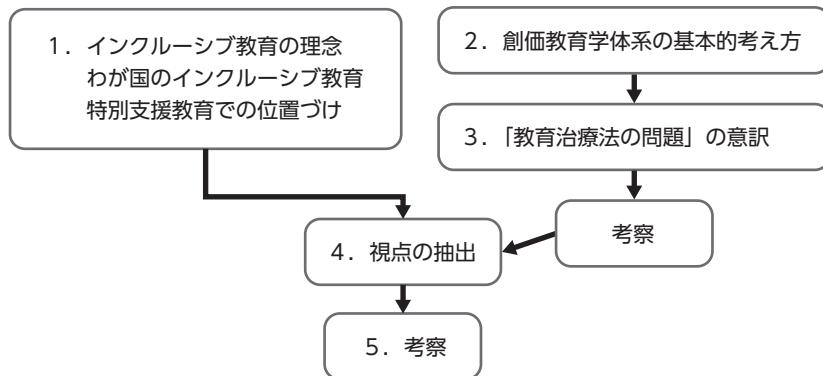 1．インクルーシブ教育の理念
わが国のインクルーシブ教育
特別支援教育での位置づけ
2．創価教育学体系の基本的考え方
3．「教育治療法の問題」の意訳
考察
4．視点の抽出
5．考察